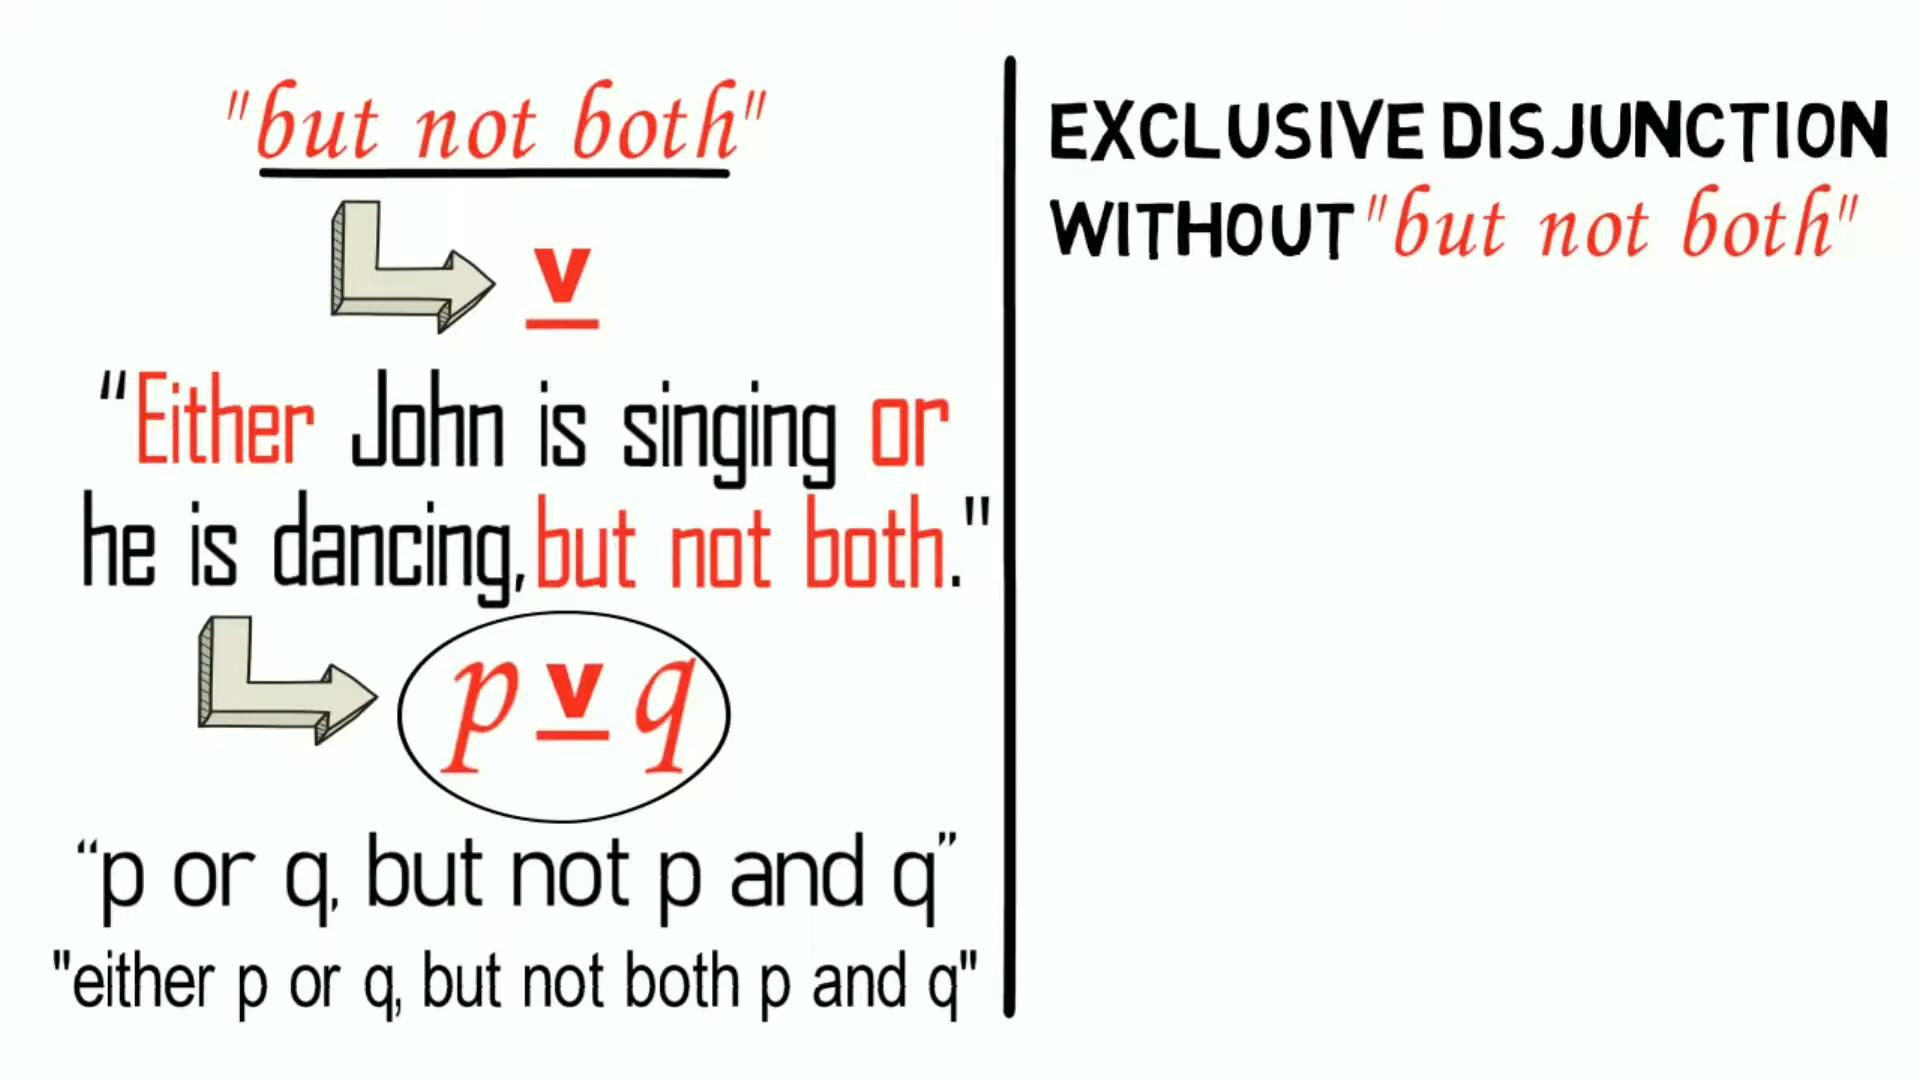 "but not both"
v
“Either John is singing or
he is dancing, but not both."
p v q
“p or q, but not p and q”
"either p or q, but not both p and q"
EXCLUSIVE DISJUNCTION
WITHOUT "but not both"